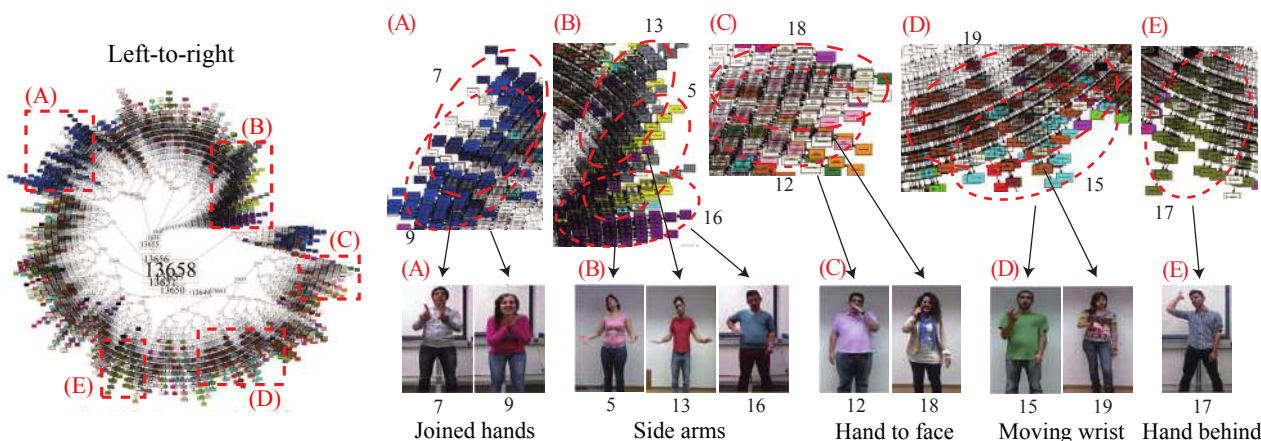 Left-to-right
(A)
(B)
(C)
(D)
(E)
13655
13656
13658
13650
(A)
7
9
(B)
13
5
16
(C)
18
12
(D)
19
15
(E)
17
(A)
(B)
(C)
(D)
(E)
7
9
5
13
16
12
18
15
19
17
Joined hands
Side arms
Hand to face
Moving wrist
Hand behind